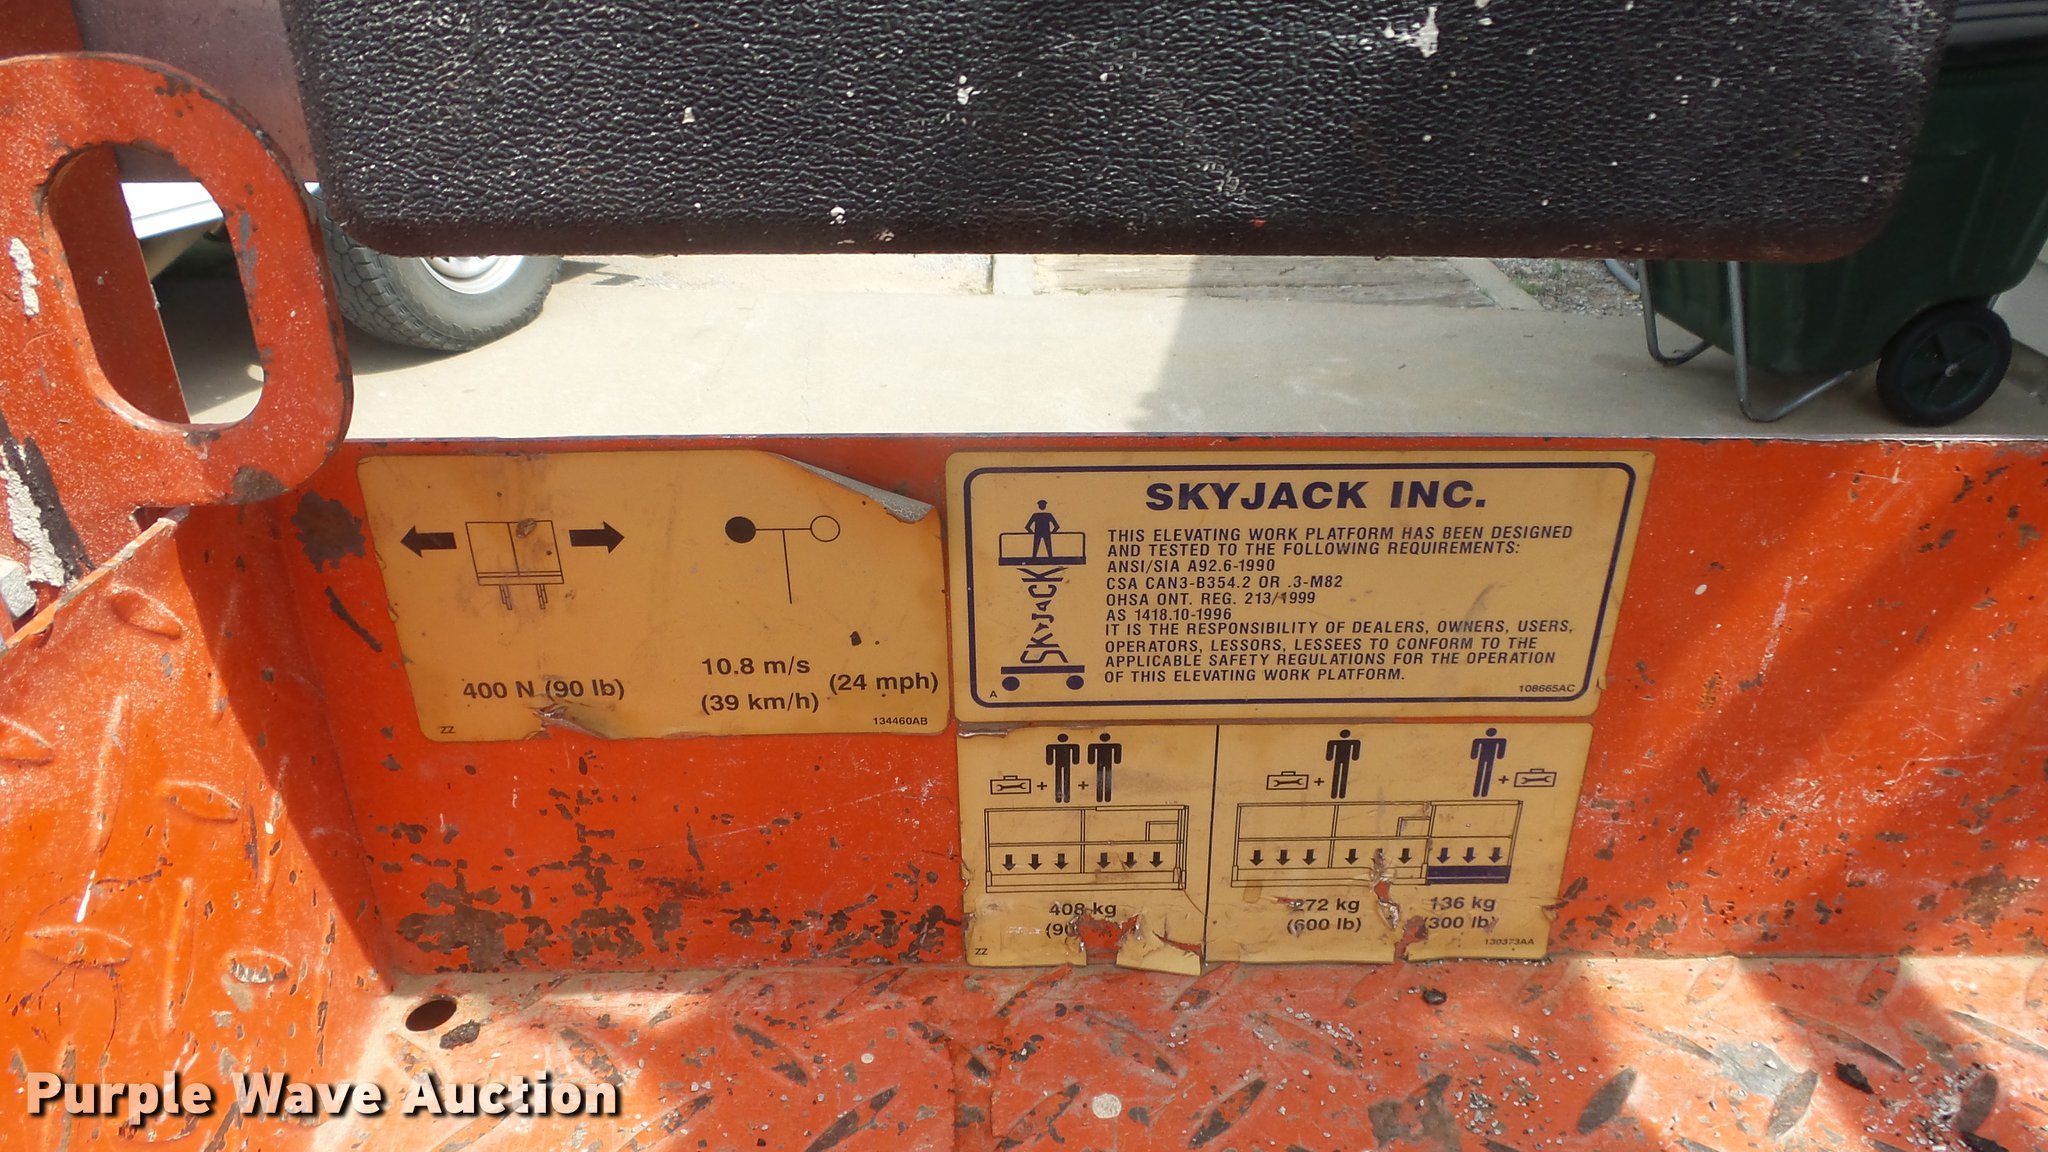 400 N (90 lb)
10.8 m/s
(39 km/h)
(24 mph)
ZZ
134460AB
SKYJACK INC.
THIS ELEVATING WORK PLATFORM HAS BEEN DESIGNED
AND TESTED TO THE FOLLOWING REQUIREMENTS:
ANSI/SIA A92.6-1990
CSA CAN3-B354.2 OR .3-M82
OHSA ONT. REG. 213/1999
AS 1418.10-1996
IT IS THE RESPONSIBILITY OF DEALERS, OWNERS, USERS,
OPERATORS, LESSORS, LESSEES TO CONFORM TO THE
APPLICABLE SAFETY REGULATIONS FOR THE OPERATION
OF THIS ELEVATING WORK PLATFORM.
SKYJACK
A
108665AC
+ +
408 kg
ZZ
+
272 kg
(600 lb)
+
136 kg
(300 lb)
130373AA
Purple Wave Auction